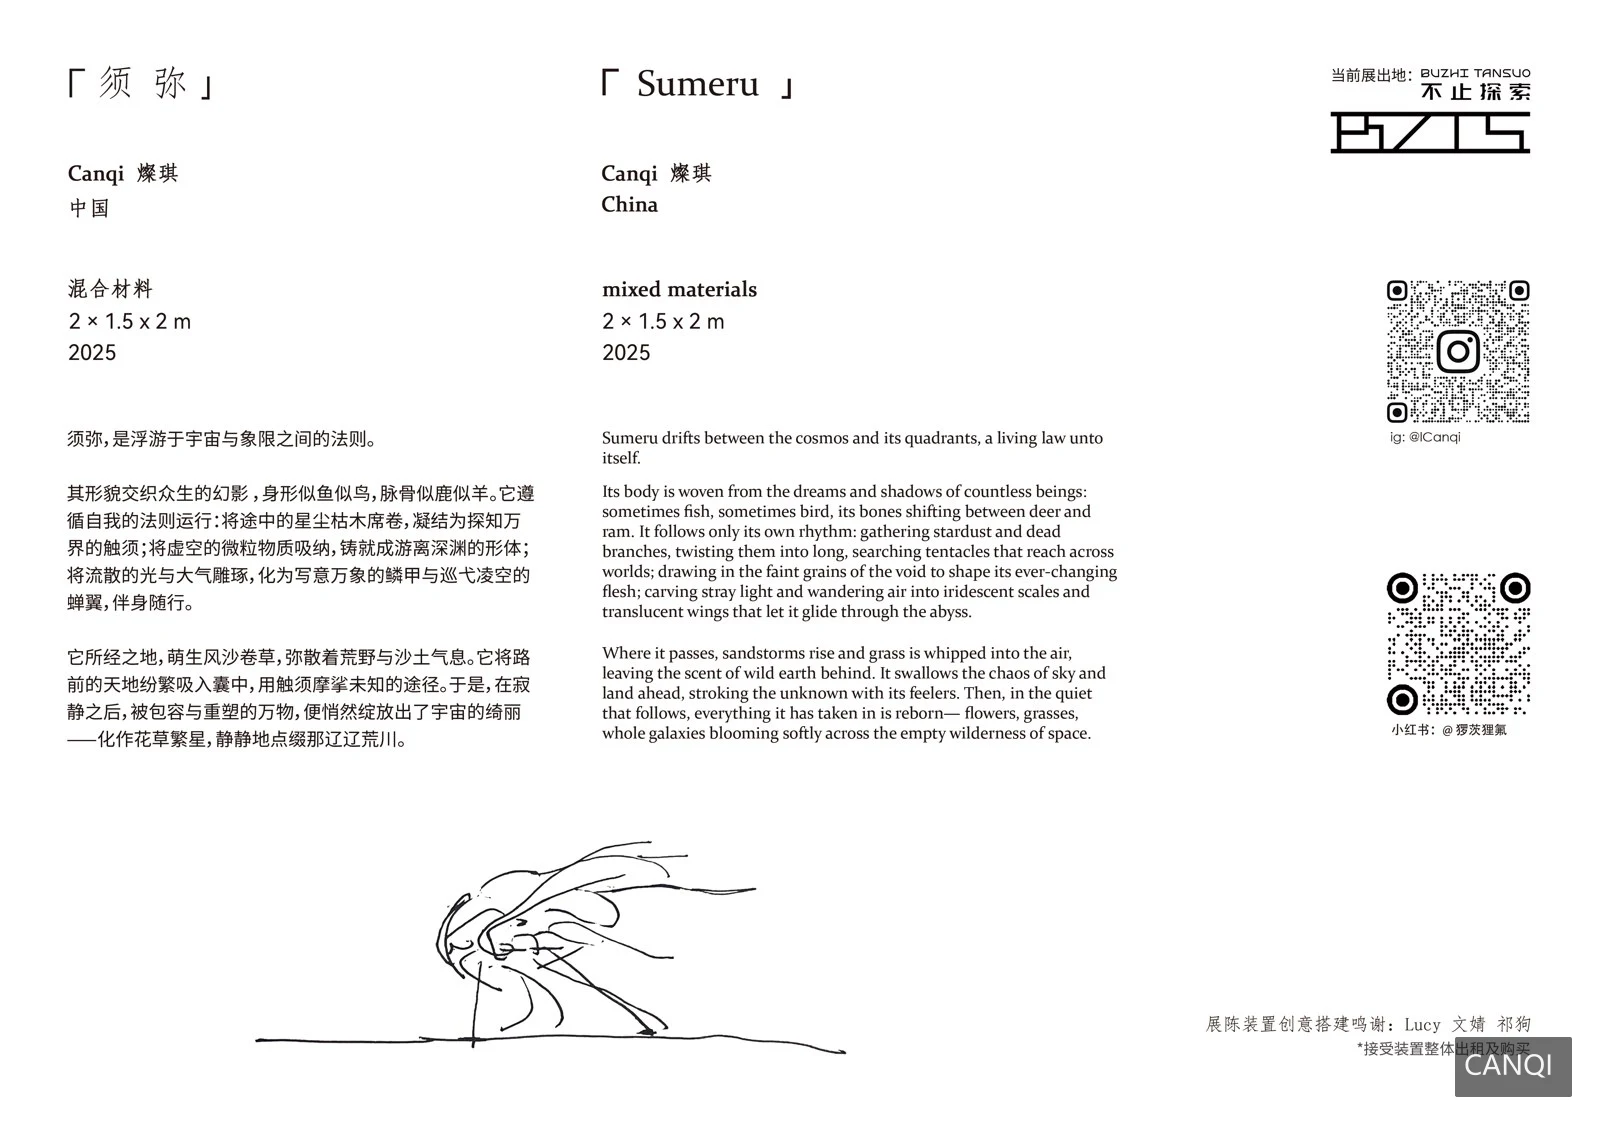 「 须 弥 」
Canqi 燦琪
中国
混合材料
2 × 1.5 x 2 m
2025
须弥，是浮游于宇宙与象限之间的法则。
其形貌交织众生的幻影，身形似鱼似鸟，脉骨似鹿似羊。它遵
循自我的法则运行：将途中的星尘枯木席卷，凝结为探知万
界的触须；将虚空的微粒物质吸纳，铸就成游离深渊的形体；
将流散的光与大气雕琢，化为写意万象的鳞甲与巡弋凌空的
蝉翼，伴身随行。
它所经之地，萌生风沙卷草，弥散着荒野与沙土气息。它将路
前的天地纷繁吸入囊中，用触须摩挲未知的途径。于是，在寂
静之后，被包容与重塑的万物，便悄然绽放出了宇宙的绮丽
——化作花草繁星，静静地点缀那辽辽荒川。
「 Sumeru 」
Canqi 燦琪
China
mixed materials
2 × 1.5 x 2 m
2025
Sumeru drifts between the cosmos and its quadrants, a living law unto
itself.
Its body is woven from the dreams and shadows of countless beings:
sometimes fish, sometimes bird, its bones shifting between deer and
ram. It follows only its own rhythm: gathering stardust and dead
branches, twisting them into long, searching tentacles that reach across
worlds; drawing in the faint grains of the void to shape its ever-changing
flesh; carving stray light and wandering air into iridescent scales and
translucent wings that let it glide through the abyss.
Where it passes, sandstorms rise and grass is whipped into the air,
leaving the scent of wild earth behind. It swallows the chaos of sky and
land ahead, stroking the unknown with its feelers. Then, in the quiet
that follows, everything it has taken in is reborn— flowers, grasses,
whole galaxies blooming softly across the empty wilderness of space.
当前展出地：BUZHI TANSUO
不止探索
BZTS
ig: @lCanqi
小红书：@猡茨狸氟
展陈装置创意搭建鸣谢：Lucy 文婧 祁狗
*接受装置整体出租及购买
CANQI